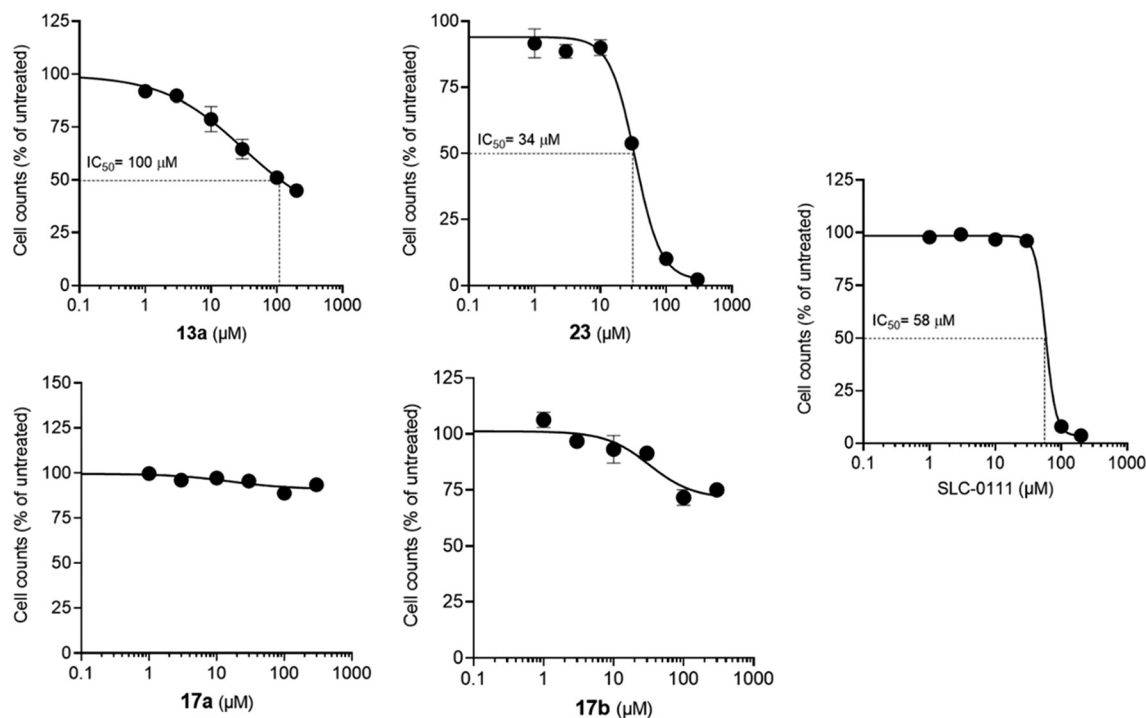 Cell counts (% of untreated)
125
100
75
50
25
0
IC50= 100 µM
0.1 1 10 100 1000
13a (µM)
Cell counts (% of untreated)
100
75
50
25
0
IC50= 34 µM
0.1 1 10 100 1000
23 (µM)
Cell counts (% of untreated)
125
100
75
50
25
0
IC50= 58 µM
0.1 1 10 100 1000
SLC-0111 (µM)
Cell counts (% of untreated)
150
125
100
75
50
25
0
0.1 1 10 100 1000
17a (µM)
Cell counts (% of untreated)
125
100
75
50
25
0
0.1 1 10 100 1000
17b (µM)